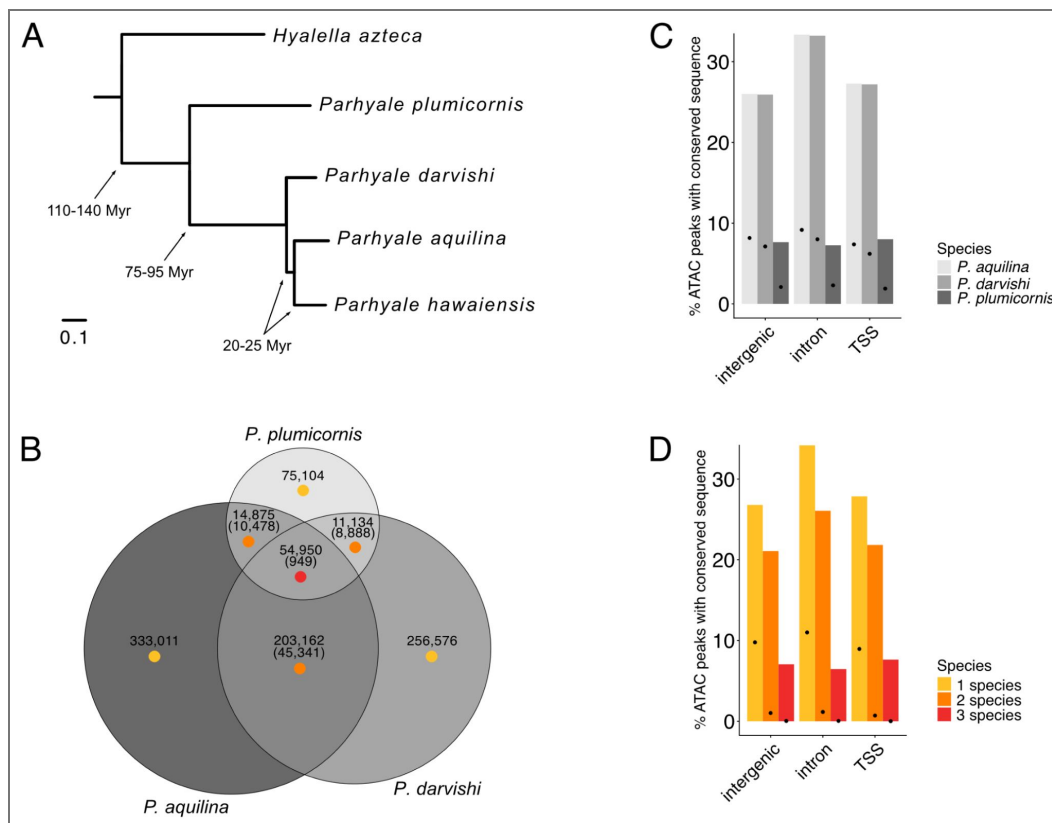 A
Hyalella azteca
Parhyale plumicornis
Parhyale darvishi
Parhyale aquilina
Parhyale hawaiensis
110-140 Myr
75-95 Myr
20-25 Myr
0.1
B
P. plumicornis
75,104
14,875
(10,478)
11,134
(8,888)
54,950
(949)
333,011
203,162
(45,341)
256,576
P. darvishi
P. aquilina
C
% ATAC peaks with conserved sequence
30
20
10
0
intergenic
intron
TSS
Species
P. aquilina
P. darvishi
P. plumicornis
D
% ATAC peaks with conserved sequence
30
20
10
0
intergenic
intron
TSS
Species
1 species
2 species
3 species